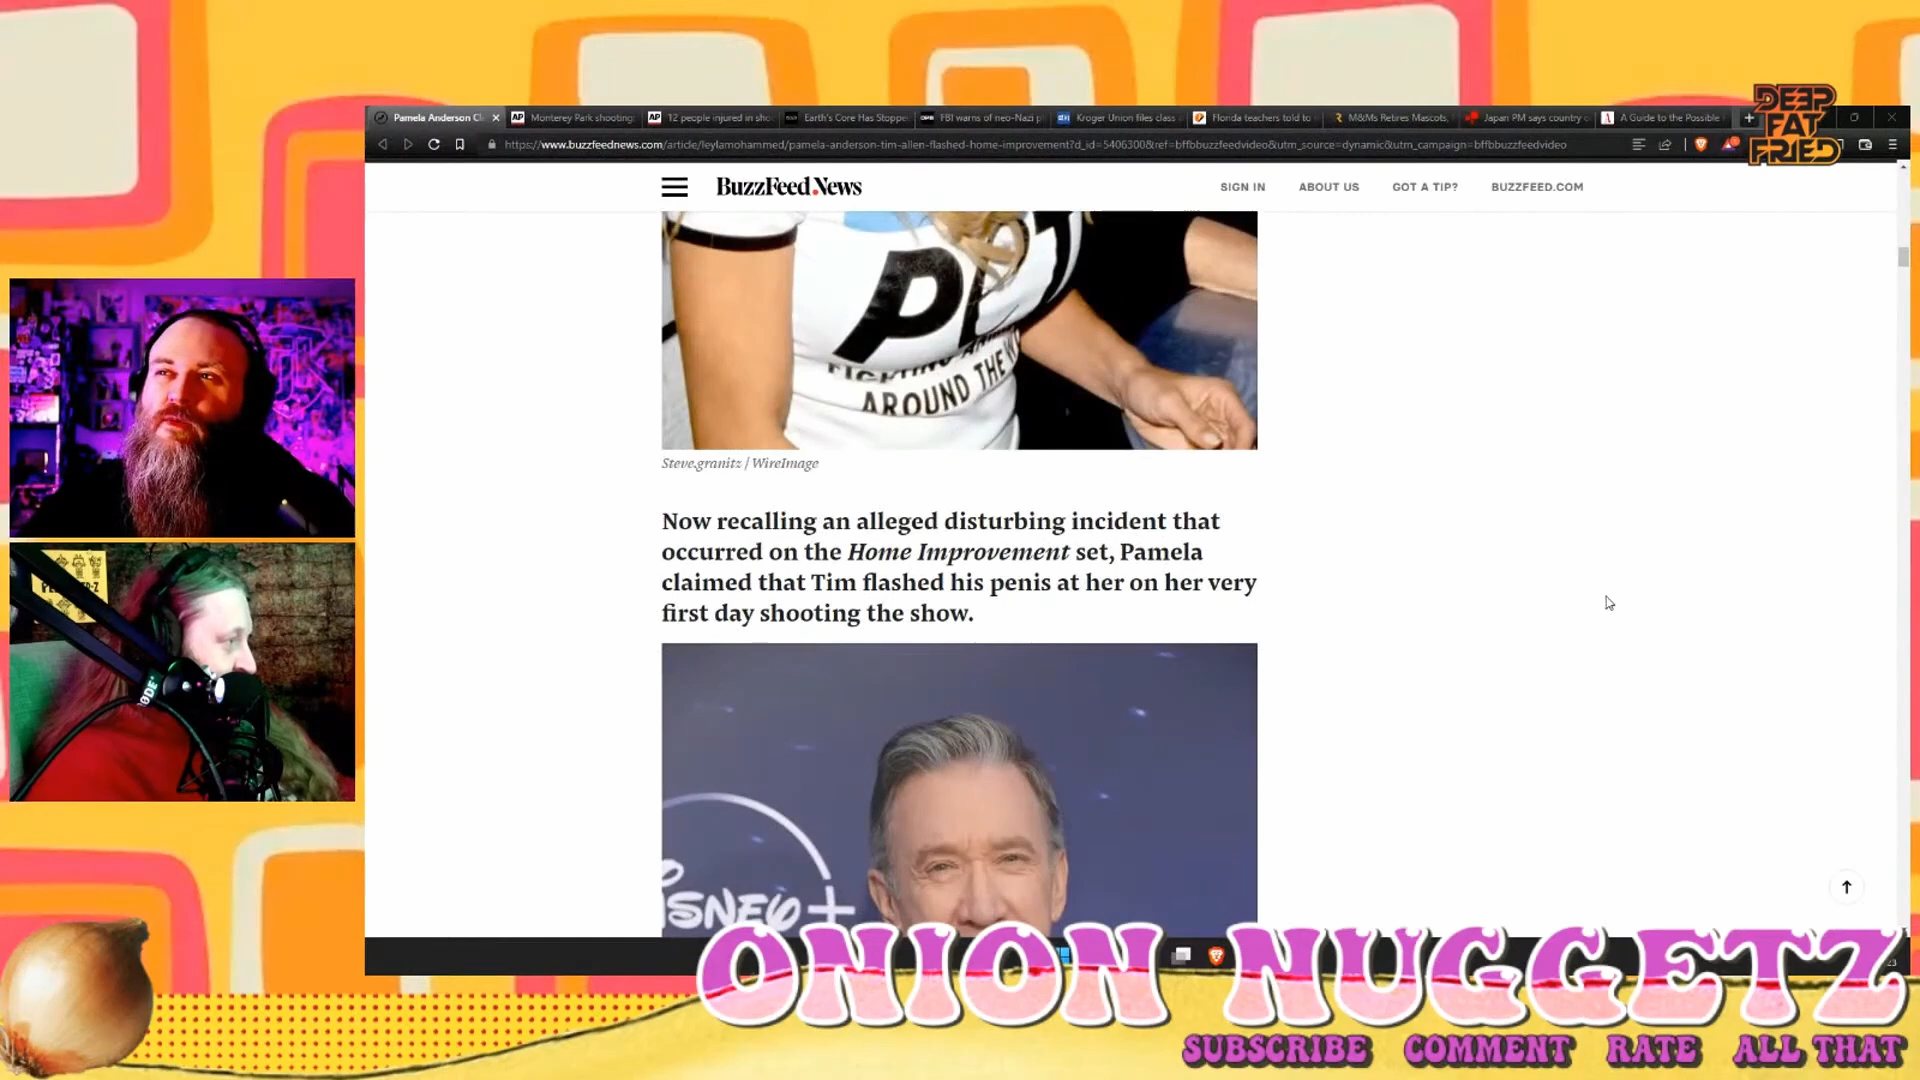 DEEP
FAT
FRIED
Pamela Anderson Cl
Monterey Park shooting:
12 people injured in sho
Earth's Core Has Stoppe
FBI warns of neo-Nazi p
Kroger Union files class
Florida teachers told to
M&Ms Retires Mascots,
Japan PM says country
A Guide to the Possible
https://www.buzzfeednews.com/article/leylamohammed/pamela-anderson-tim-allen-flashed-home-improvement?d_id=5406300&ref=bffbbuzzfeedvideo&utm_source=dynamic&utm_campaign=bffbbuzzfeedvideo
BuzzFeed.News
SIGN IN
ABOUT US
GOT A TIP?
BUZZFEED.COM
AROUND THE
Steve.granitz / WireImage
Now recalling an alleged disturbing incident that
occurred on the Home Improvement set, Pamela
claimed that Tim flashed his penis at her on her very
first day shooting the show.
ISNEY+
ONION NUGGETZ
SUBSCRIBE COMMENT RATE ALL THAT